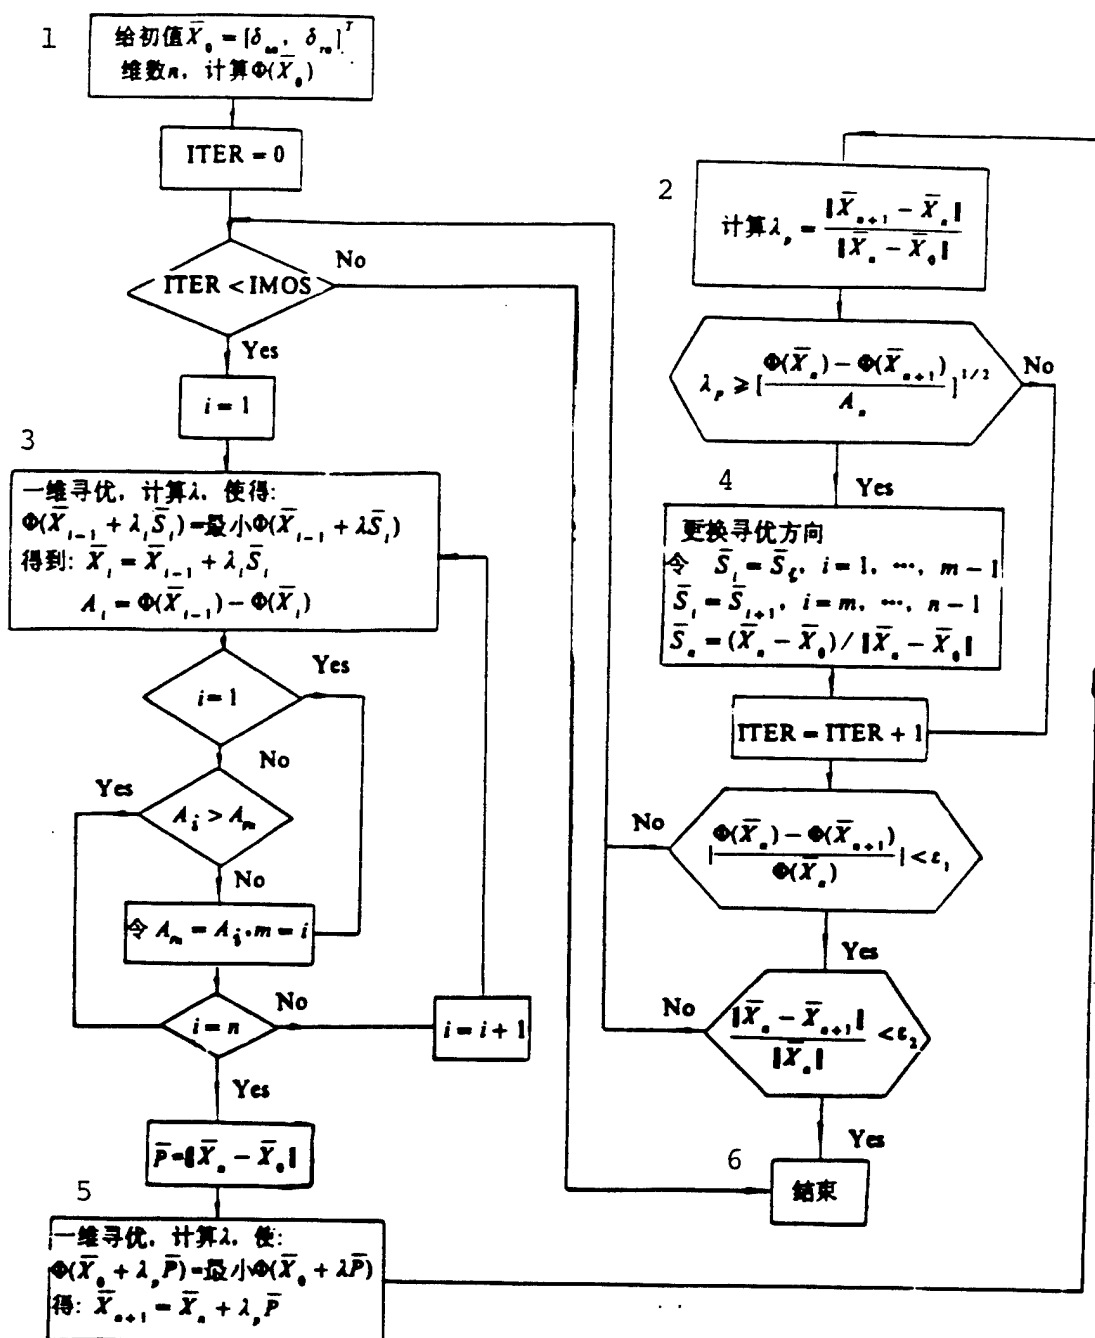 1
给初值X̄₀ = [δₐₒ, δᵣₒ]ᵀ
维数n, 计算Φ(X̄₀)
ITER = 0
ITER < IMOS
No
Yes
i = 1
3
一维寻优, 计算λ, 使得:
Φ(X̄ᵢ₋₁ + λᵢS̄ᵢ)=最小Φ(X̄ᵢ₋₁ + λS̄ᵢ)
得到: X̄ᵢ = X̄ᵢ₋₁ + λᵢS̄ᵢ
Aᵢ = Φ(X̄ᵢ₋₁) − Φ(X̄ᵢ)
Yes
i = 1
No
Yes
Aᵢ > Aₘ
No
令 Aₘ = Aᵢ, m = i
No
i = n
i = i + 1
Yes
P̄=‖X̄ₙ − X̄₀‖
5
一维寻优, 计算λ, 使:
Φ(X̄₀ + λₚP̄)=最小Φ(X̄₀ + λP̄)
得: X̄ₙ₊₁ = X̄ₙ + λₚP̄
2
计算λₚ = ‖X̄ₙ₊₁ − X̄ₙ‖ / ‖X̄ₙ − X̄₀‖
λₚ ≥ [(Φ(X̄ₙ) − Φ(X̄ₙ₊₁)) / Aₙ]^1/2
No
4
Yes
更换寻优方向
令 S̄ᵢ = S̄ᵢ, i = 1, ⋯, m − 1
S̄ᵢ = S̄ᵢ₊₁, i = m, ⋯, n − 1
S̄ₙ = (X̄ₙ − X̄₀) / ‖X̄ₙ − X̄₀‖
ITER = ITER + 1
No
|(Φ(X̄ₙ) − Φ(X̄ₙ₊₁)) / Φ(X̄ₙ)| < ε₁
Yes
No
‖X̄ₙ − X̄ₙ₊₁‖ / ‖X̄ₙ‖ < ε₂
Yes
6
结束